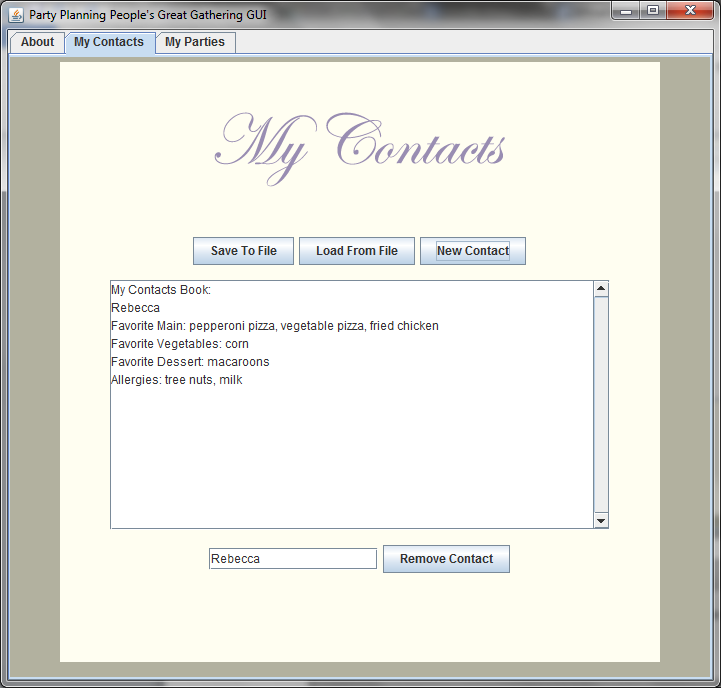 Party Planning People's Great Gathering GUI
About My Contacts My Parties
My Contacts
Save To File Load From File New Contact
My Contacts Book:
Rebecca
Favorite Main: pepperoni pizza, vegetable pizza, fried chicken
Favorite Vegetables: corn
Favorite Dessert: macaroons
Allergies: tree nuts, milk
Rebecca Remove Contact